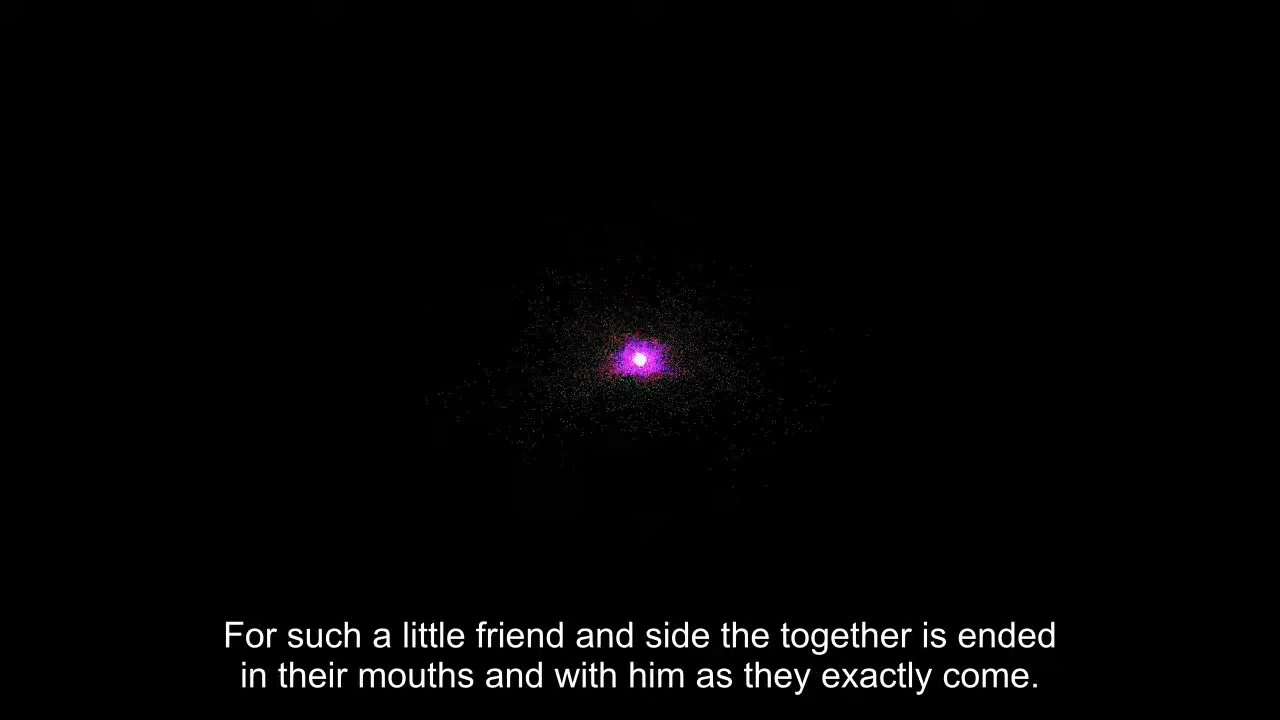 For such a little friend and side the together is ended
in their mouths and with him as they exactly come.